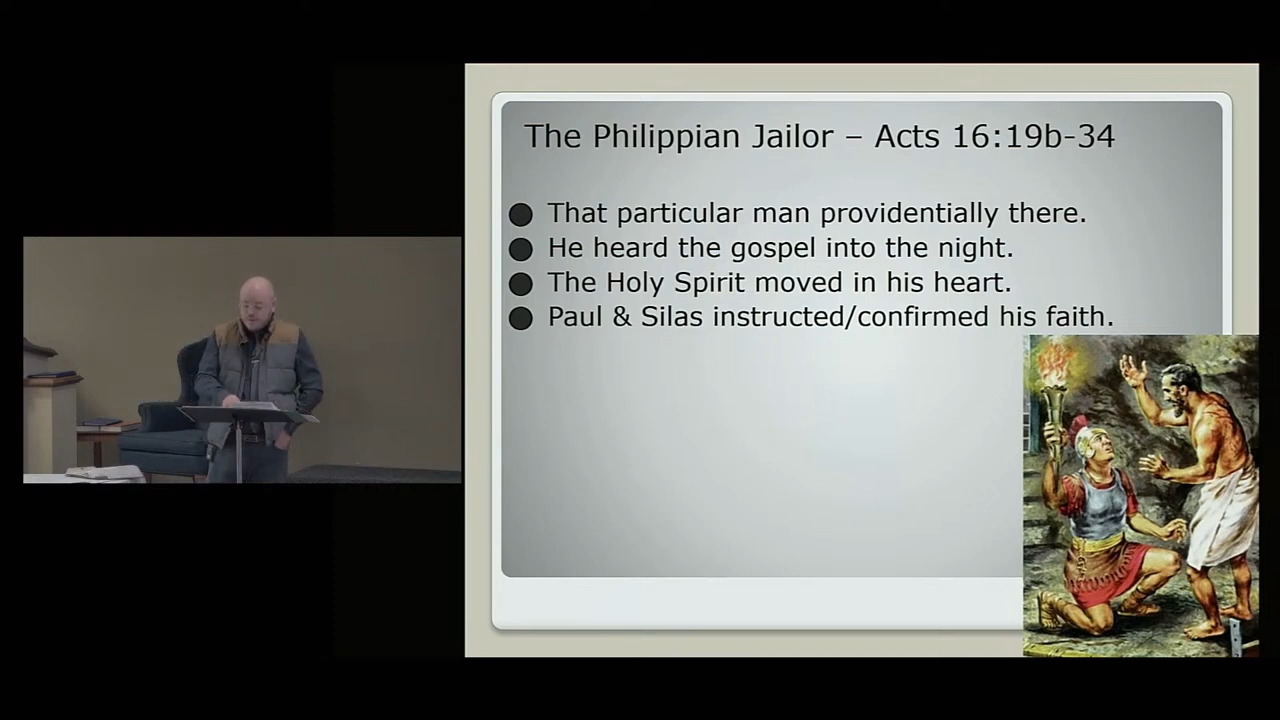 The Philippian Jailor – Acts 16:19b-34
● That particular man providentially there.
● He heard the gospel into the night.
● The Holy Spirit moved in his heart.
● Paul & Silas instructed/confirmed his faith.